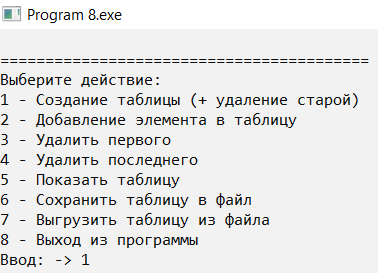 Program 8.exe
=========================================
Выберите действие:
1 - Создание таблицы (+ удаление старой)
2 - Добавление элемента в таблицу
3 - Удалить первого
4 - Удалить последнего
5 - Показать таблицу
6 - Сохранить таблицу в файл
7 - Выгрузить таблицу из файла
8 - Выход из программы
Ввод: -> 1